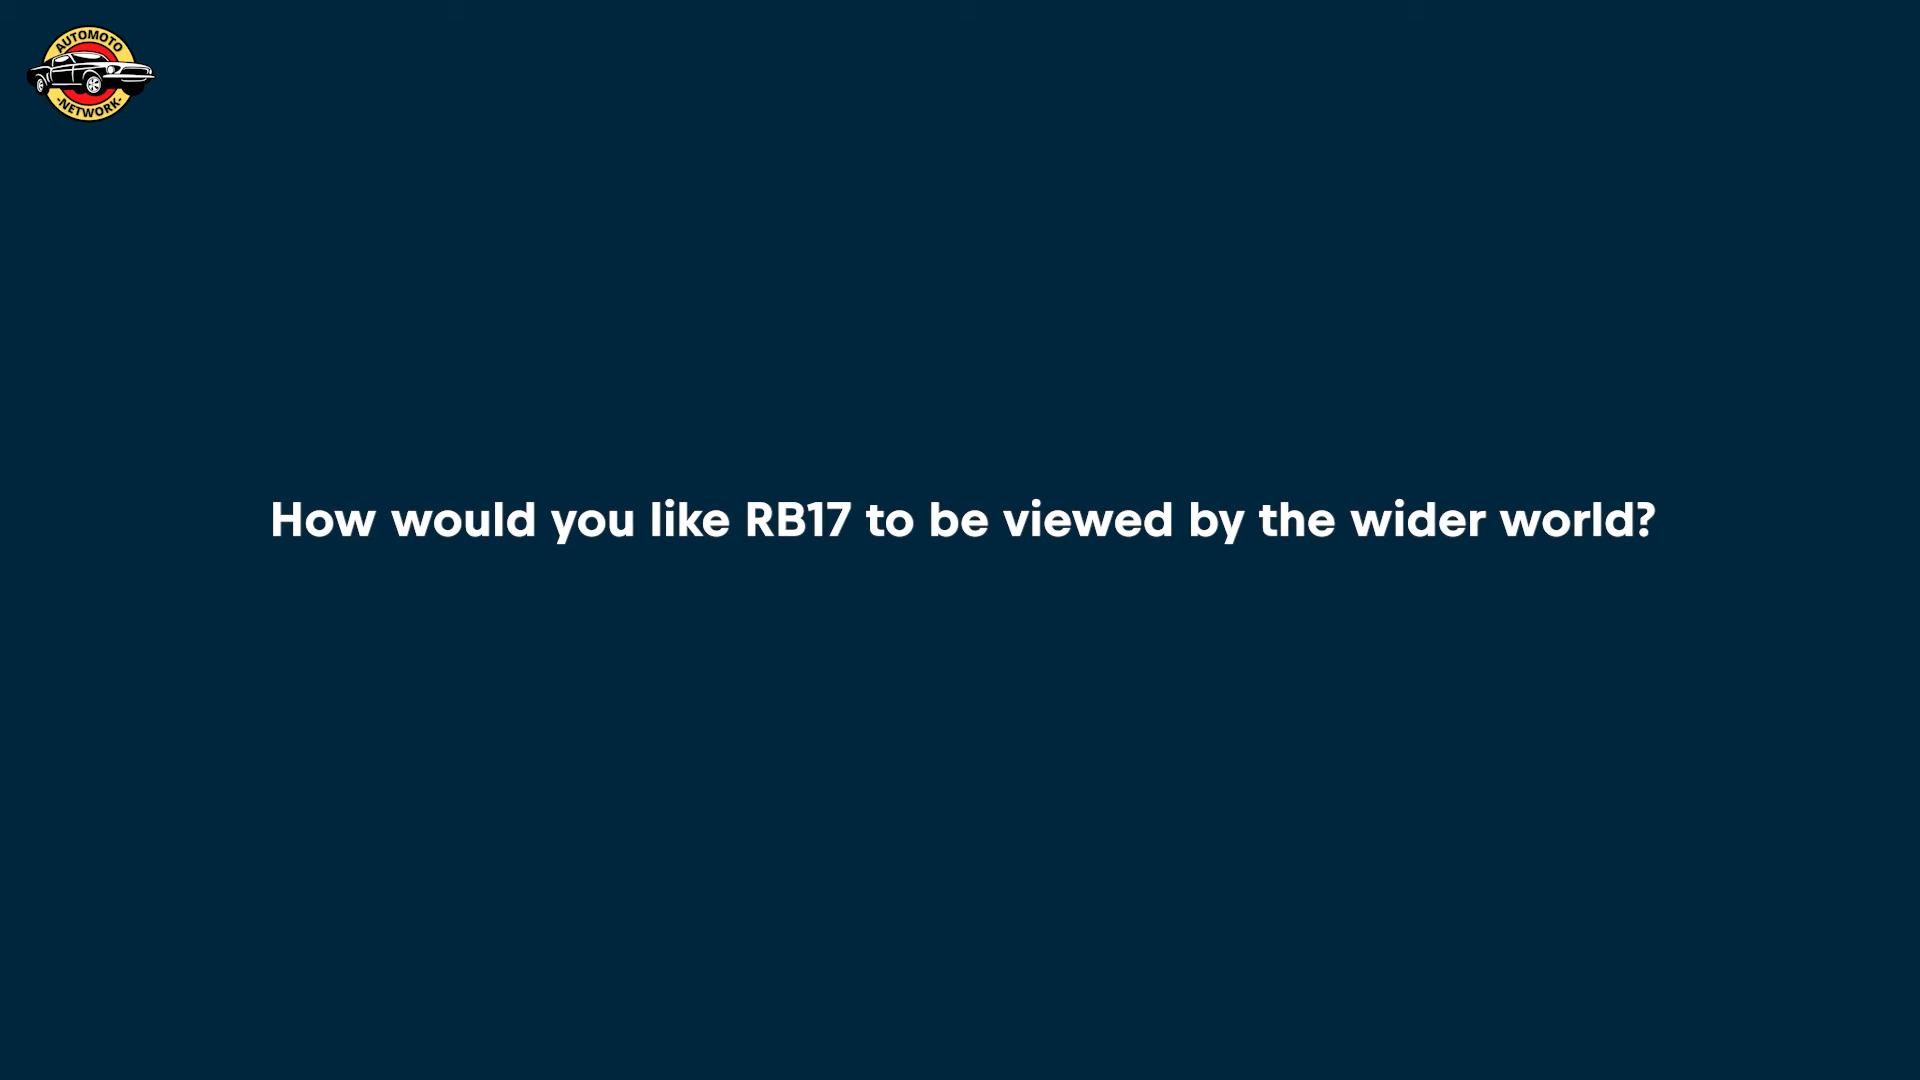 AUTOMOTO
-NETWORK-
How would you like RB17 to be viewed by the wider world?